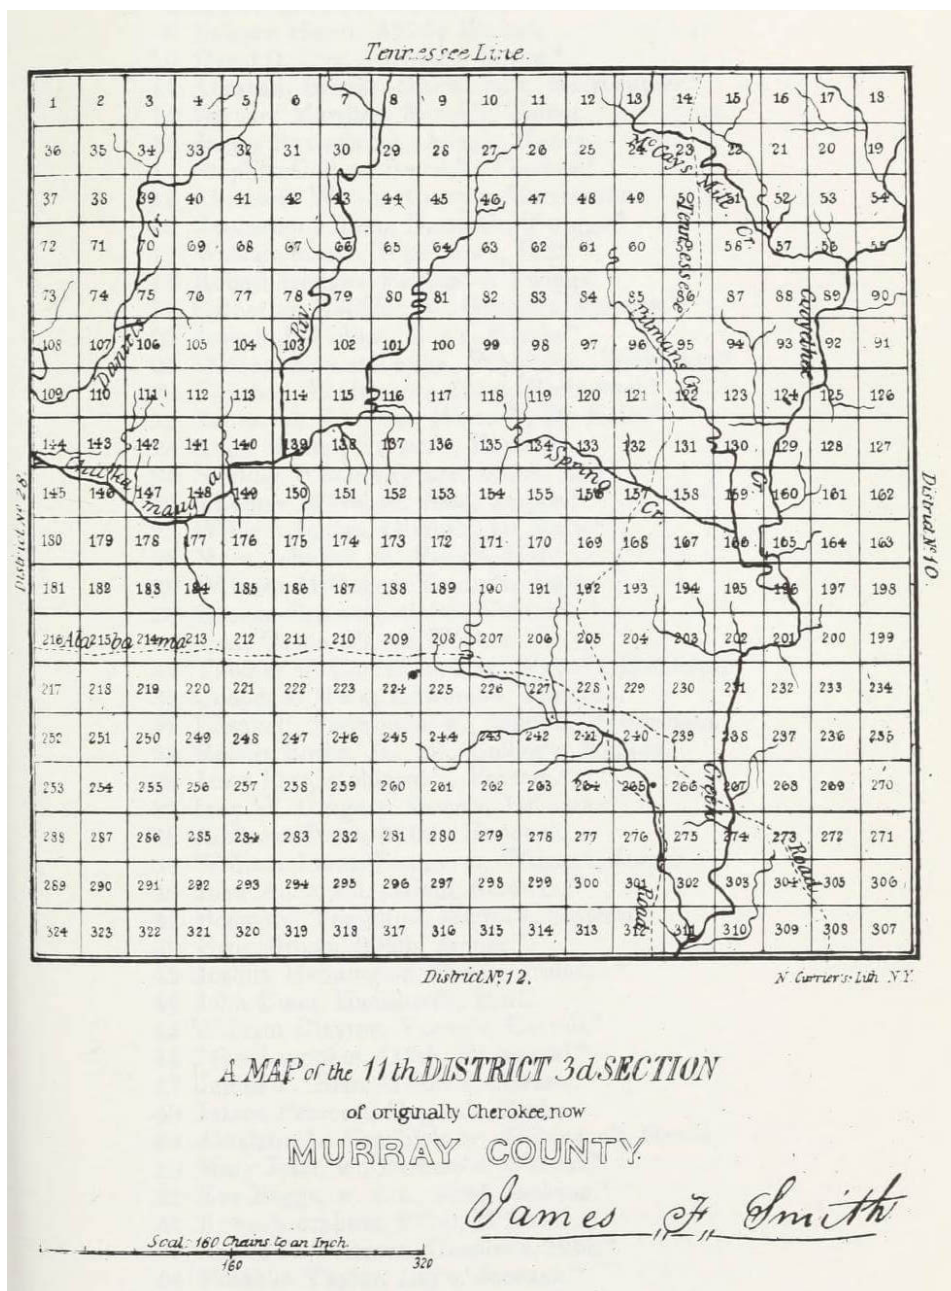 Tennessee Line.
1 2 3 4 5 6 7 8 9 10 11 12 13 14 15 16 17 18
36 35 34 33 32 31 30 29 28 27 26 25 24 23 22 21 20 19
McCays Mill Cr.
37 38 39 40 41 42 43 44 45 46 47 48 49 50 51 52 53 54
72 71 70 69 68 67 66 65 64 63 62 61 60 59 58 57 56 55
73 74 75 76 77 78 79 80 81 82 83 84 85 86 87 88 89 90
Tennessee
108 107 106 105 104 103 102 101 100 99 98 97 96 95 94 93 92 91
Daniels Cr.
Riv.
109 110 111 112 113 114 115 116 117 118 119 120 121 122 123 124 125 126
144 143 142 141 140 139 138 137 136 135 134 133 132 131 130 129 128 127
Spring Cr.
145 146 147 148 149 150 151 152 153 154 155 156 157 158 159 160 161 162
Cr.
180 179 178 177 176 175 174 173 172 171 170 169 168 167 166 165 164 163
181 182 183 184 185 186 187 188 189 190 191 192 193 194 195 196 197 198
216 215 214 213 212 211 210 209 208 207 206 205 204 203 202 201 200 199
Alabama
217 218 219 220 221 222 223 224 225 226 227 228 229 230 231 232 233 234
252 251 250 249 248 247 246 245 244 243 242 241 240 239 238 237 236 235
253 254 255 256 257 258 259 260 261 262 263 264 265 266 267 268 269 270
Green
288 287 286 285 284 283 282 281 280 279 278 277 276 275 274 273 272 271
Road
289 290 291 292 293 294 295 296 297 298 299 300 301 302 303 304 305 306
Road
324 323 322 321 320 319 318 317 316 315 314 313 312 311 310 309 308 307
District No. 28.
District No. 10.
District No. 12.
N. Currier's Lith N.Y.
A MAP of the 11th DISTRICT 3d SECTION
of originally Cherokee, now
MURRAY COUNTY.
James F. Smith
Scal: 160 Chains to an Inch.
160 320